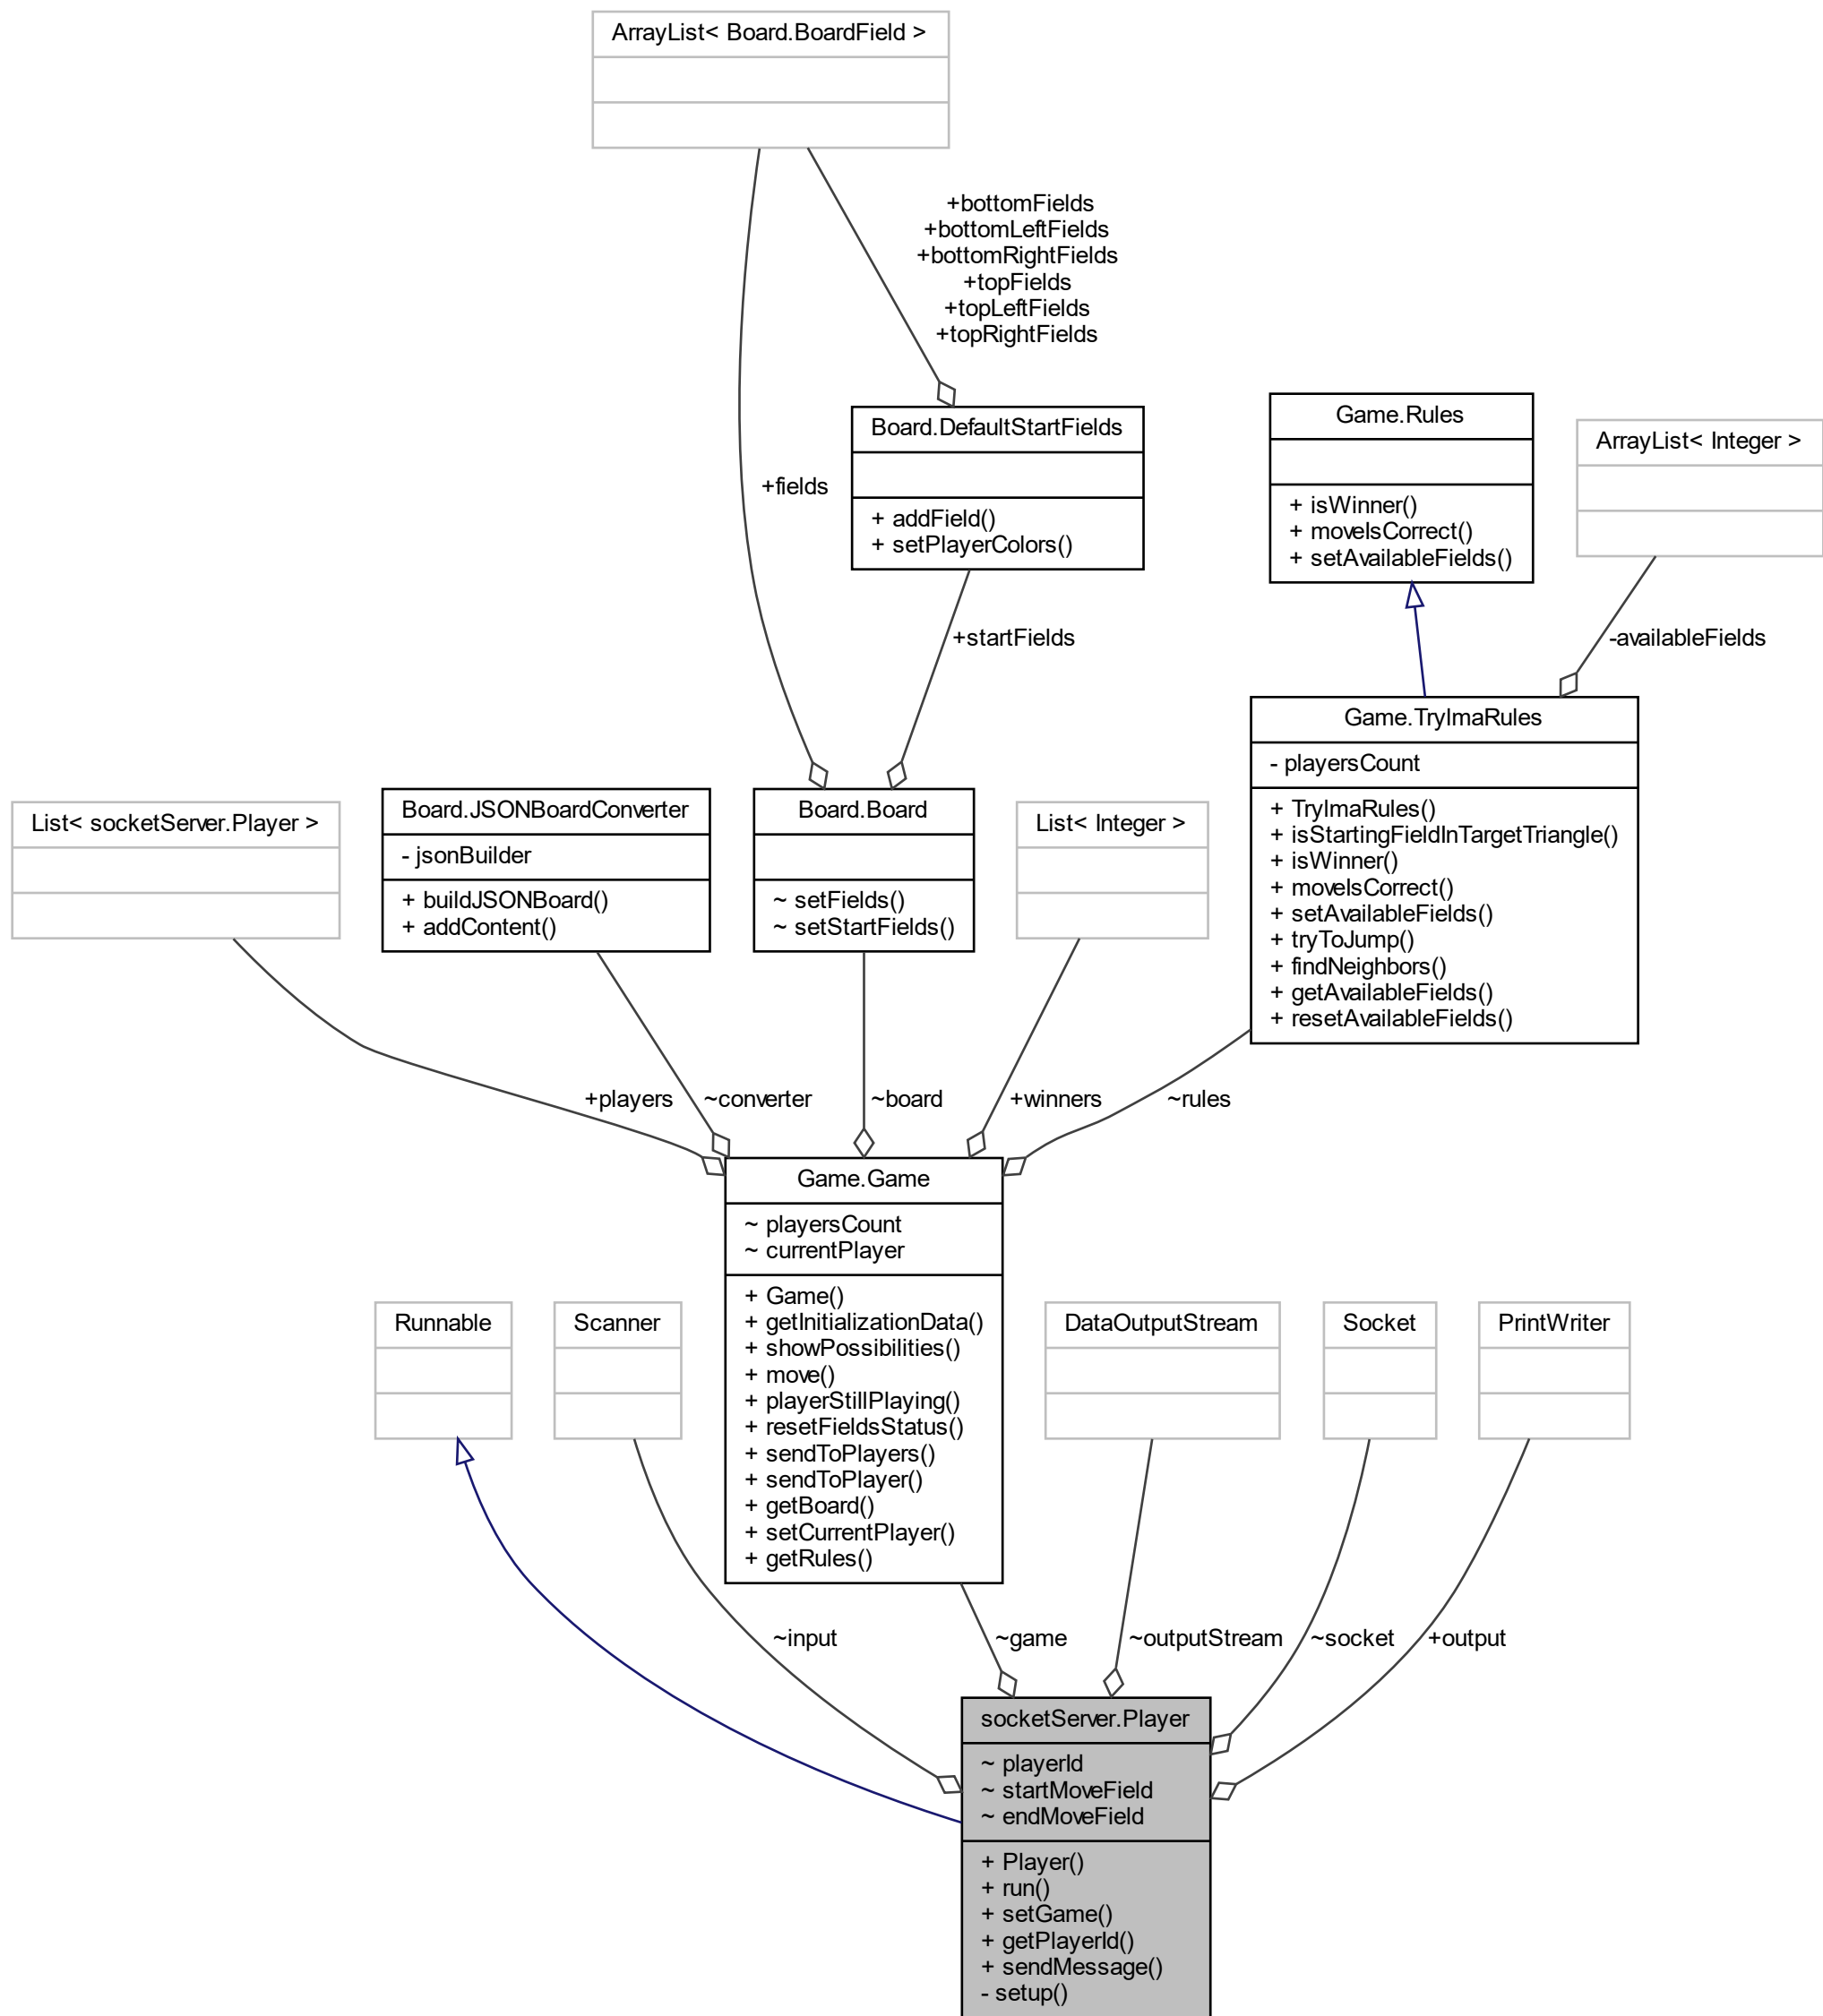 ArrayList< Board.BoardField >
+bottomFields
+bottomLeftFields
+bottomRightFields
+topFields
+topLeftFields
+topRightFields
+fields
Board.DefaultStartFields
+ addField()
+ setPlayerColors()
Game.Rules
+ isWinner()
+ moveIsCorrect()
+ setAvailableFields()
ArrayList< Integer >
+startFields
-availableFields
List< socketServer.Player >
Board.JSONBoardConverter
- jsonBuilder
+ buildJSONBoard()
+ addContent()
Board.Board
~ setFields()
~ setStartFields()
List< Integer >
Game.TrylmaRules
- playersCount
+ TrylmaRules()
+ isStartingFieldInTargetTriangle()
+ isWinner()
+ moveIsCorrect()
+ setAvailableFields()
+ tryToJump()
+ findNeighbors()
+ getAvailableFields()
+ resetAvailableFields()
+players
~converter
~board
+winners
~rules
Game.Game
~ playersCount
~ currentPlayer
+ Game()
+ getInitializationData()
+ showPossibilities()
+ move()
+ playerStillPlaying()
+ resetFieldsStatus()
+ sendToPlayers()
+ sendToPlayer()
+ getBoard()
+ setCurrentPlayer()
+ getRules()
Runnable
Scanner
DataOutputStream
Socket
PrintWriter
~input
~game
~outputStream
~socket
+output
socketServer.Player
~ playerId
~ startMoveField
~ endMoveField
+ Player()
+ run()
+ setGame()
+ getPlayerId()
+ sendMessage()
- setup()